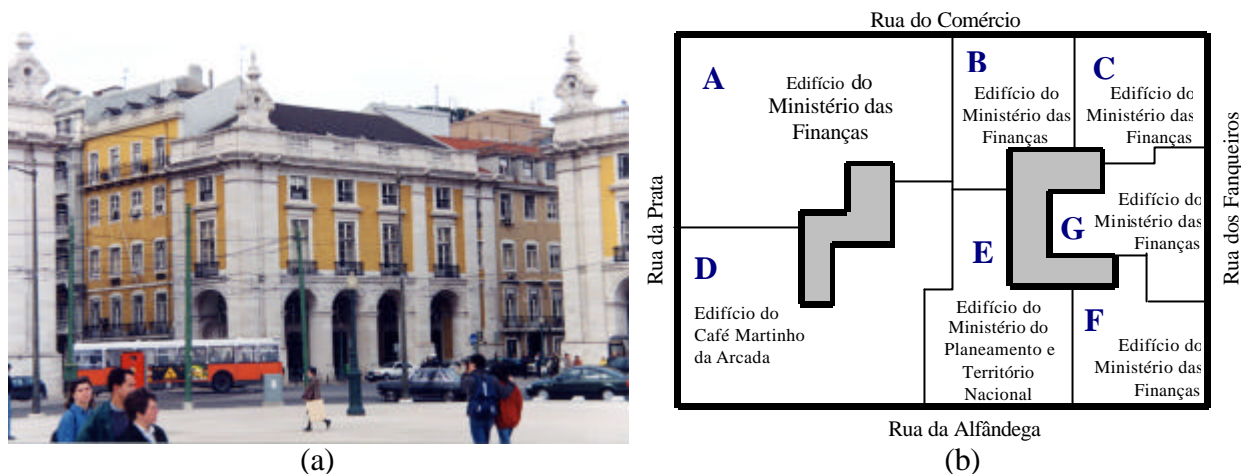 Rua do Comércio
A
Edifício do
Ministério das
Finanças
B
Edifício do
Ministério das
Finanças
C
Edifício do
Ministério das
Finanças
Rua da Prata
Rua dos Fanqueiros
D
Edifício do
Café Martinho
da Arcada
E
Edifício do
Ministério do
Planeamento e
Território
Nacional
G
Edifício do
Ministério das
Finanças
F
Edifício do
Ministério das
Finanças
Rua da Alfândega
(a)
(b)